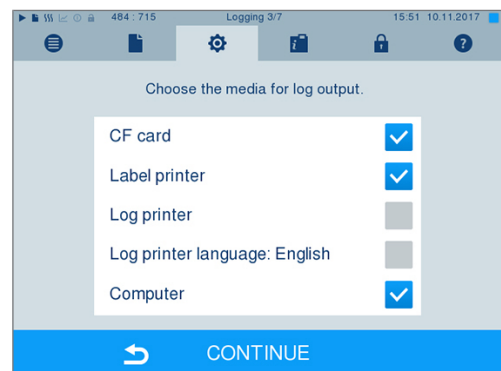 484 : 715 Logging 3/7 15:51 10.11.2017
Choose the media for log output.
CF card
Label printer
Log printer
Log printer language: English
Computer
CONTINUE